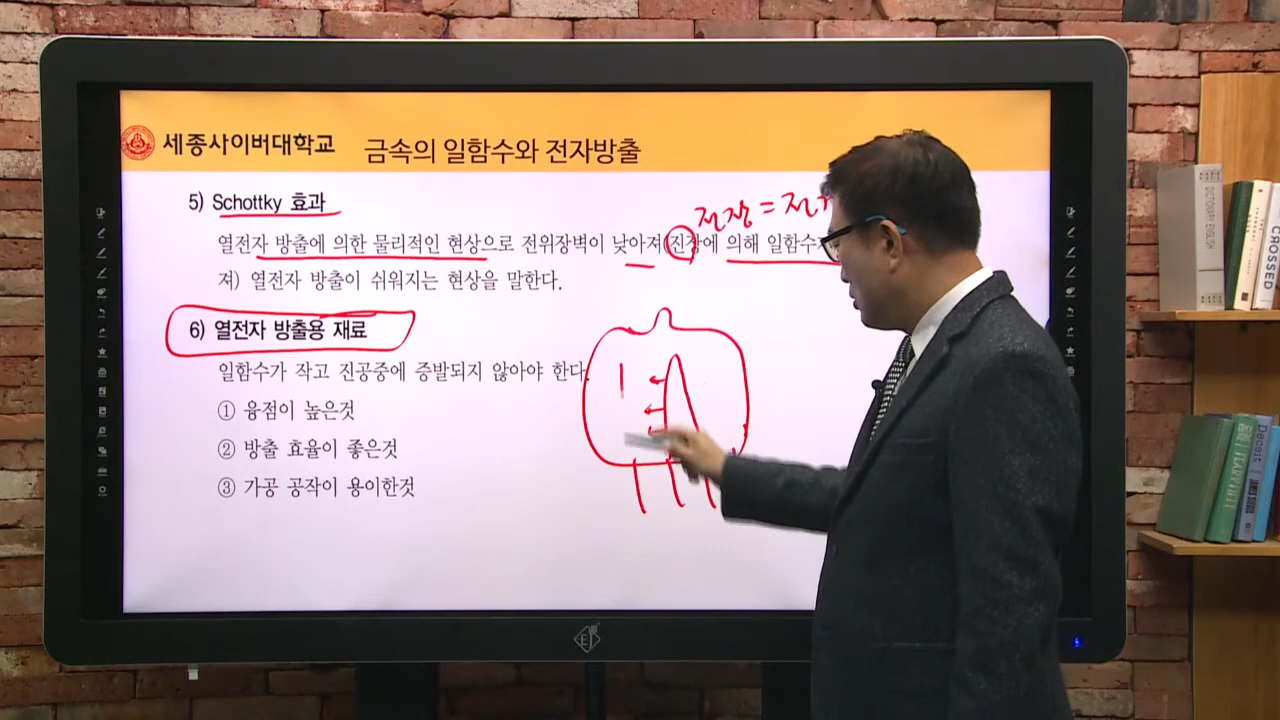 세종사이버대학교
금속의 일함수와 전자방출
5) Schottky 효과
전장 = 전
열전자 방출에 의한 물리적인 현상으로 전위장벽이 낮아져 (진장에 의해 일함수
져) 열전자 방출이 쉬워지는 현상을 말한다.
6) 열전자 방출용 재료
일함수가 작고 진공중에 증발되지 않아야 한다.
① 융점이 높은것
② 방출 효율이 좋은것
③ 가공 공작이 용이한것
DICTIONARY ENGLISH
CROSSED
Deceit